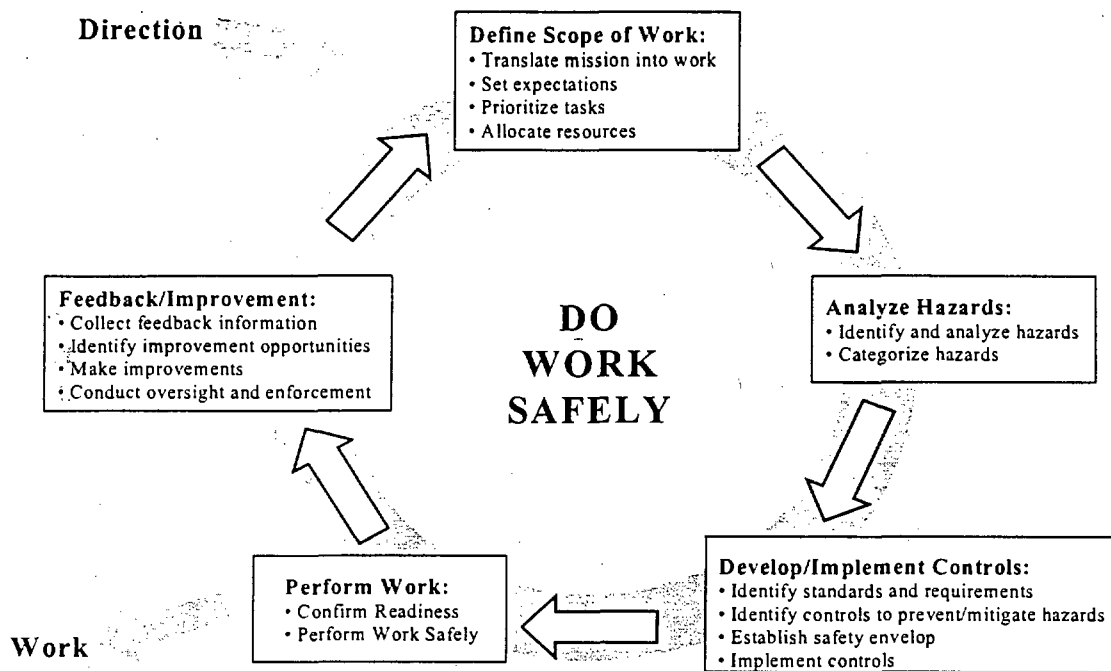 Direction
Define Scope of Work:
• Translate mission into work
• Set expectations
• Prioritize tasks
• Allocate resources
Analyze Hazards:
• Identify and analyze hazards
• Categorize hazards
Develop/Implement Controls:
• Identify standards and requirements
• Identify controls to prevent/mitigate hazards
• Establish safety envelop
• Implement controls
Perform Work:
• Confirm Readiness
• Perform Work Safely
Feedback/Improvement:
• Collect feedback information
• Identify improvement opportunities
• Make improvements
• Conduct oversight and enforcement
DO
WORK
SAFELY
Work